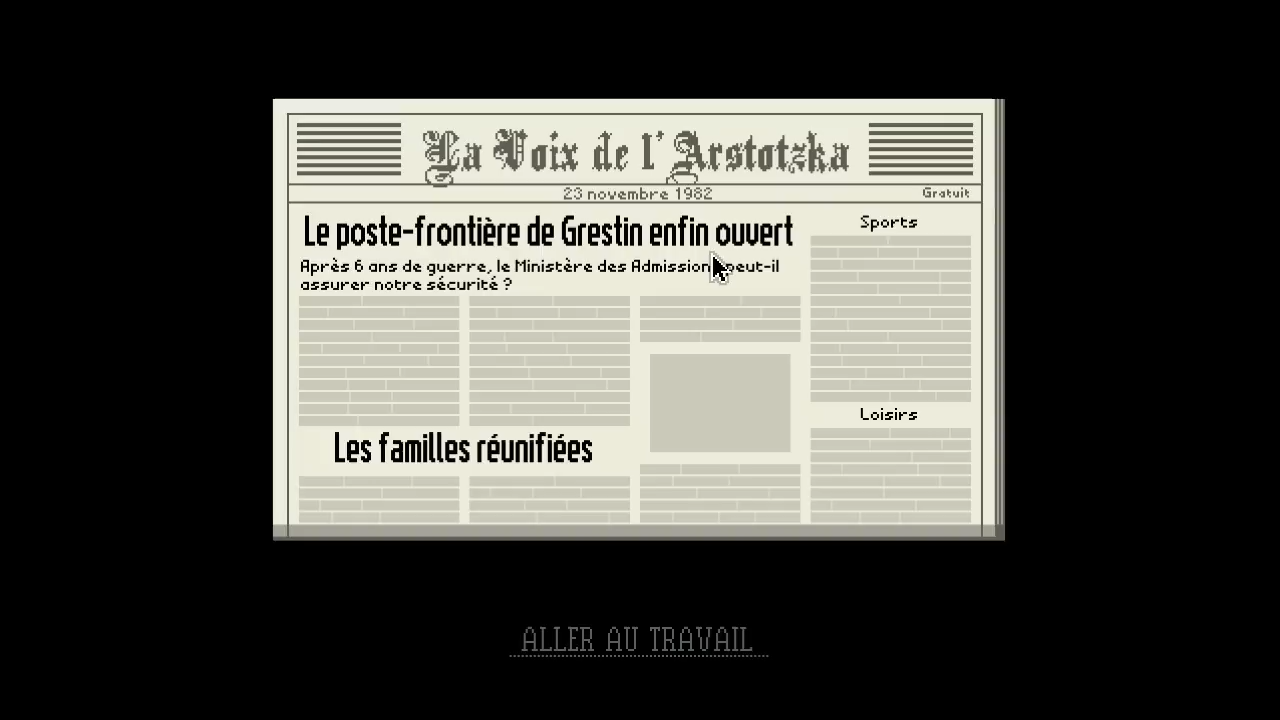 La Voix de l'Arstotzka
23 novembre 1982
Gratuit
Le poste-frontière de Grestin enfin ouvert
Après 6 ans de guerre, le Ministère des Admissions peut-il
assurer notre sécurité ?
Les familles réunifiées
Sports
Loisirs
ALLER AU TRAVAIL